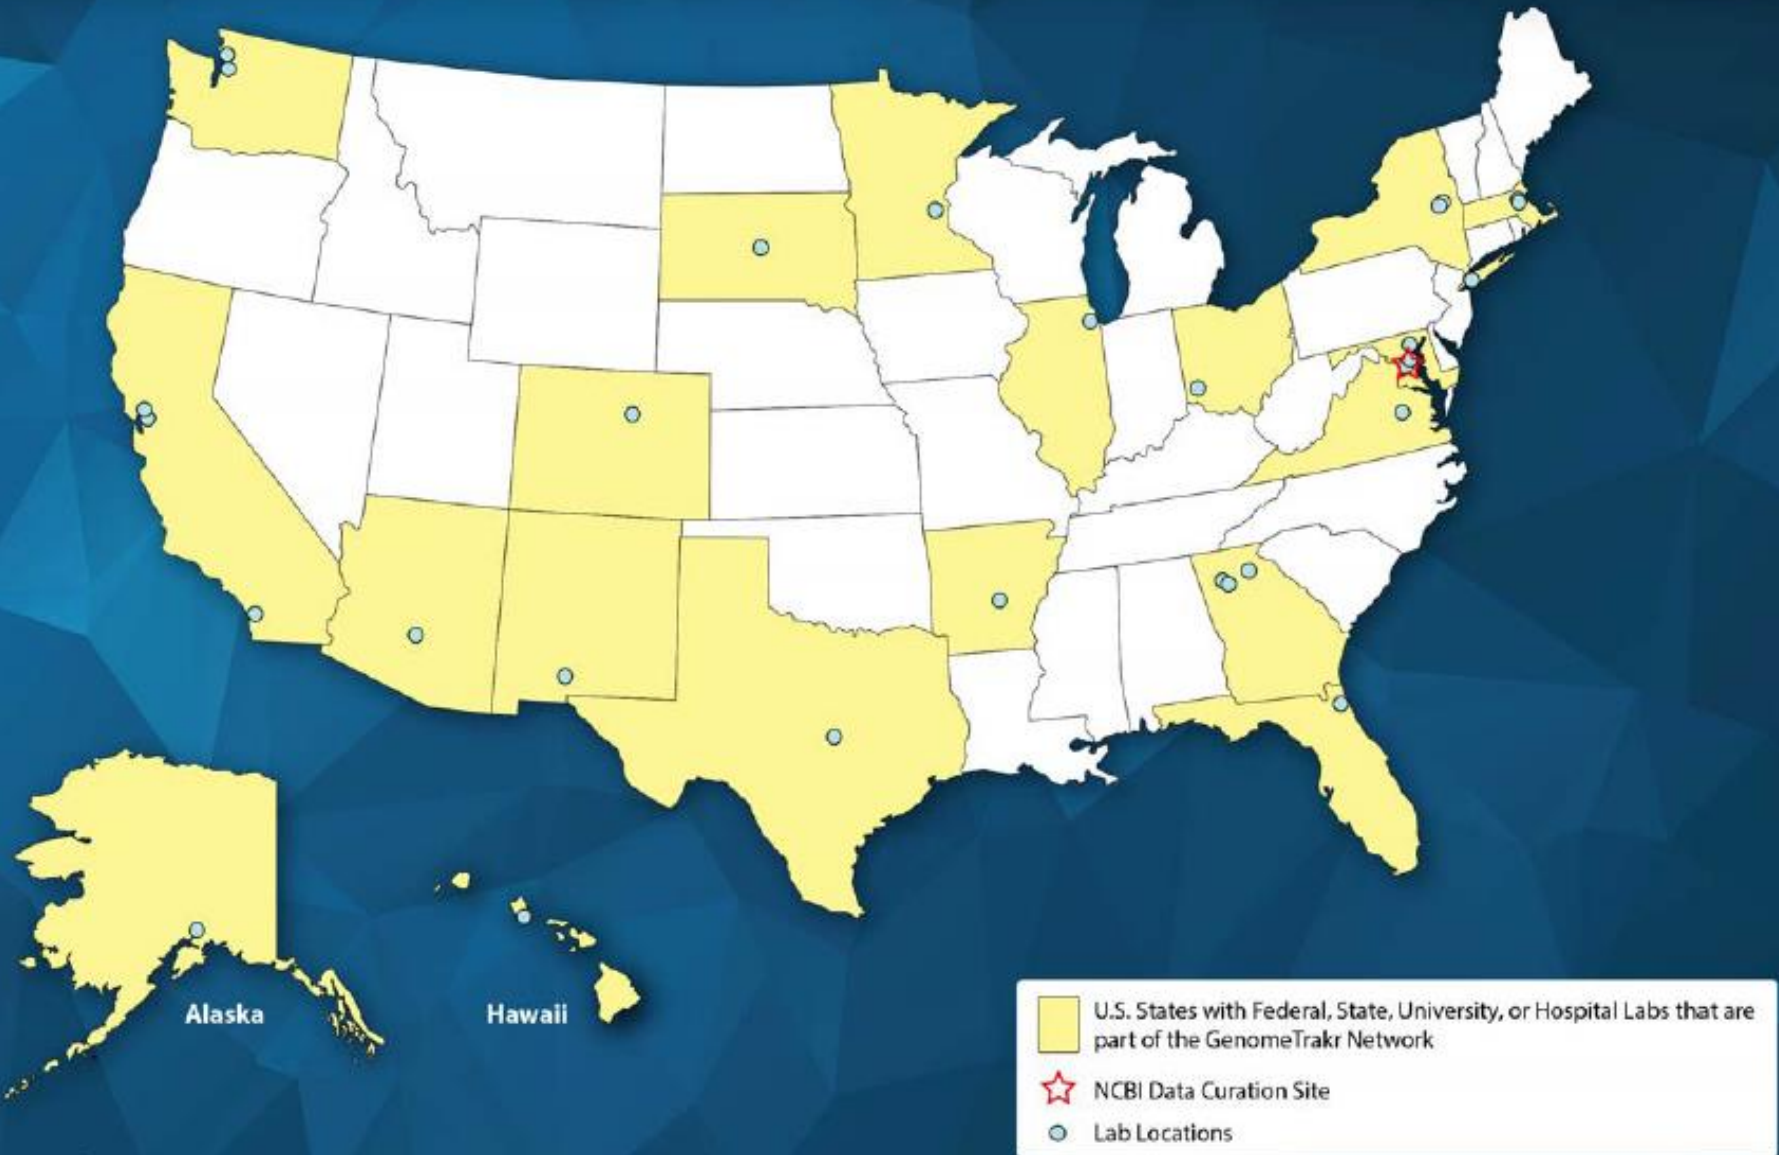 Alaska
Hawaii
U.S. States with Federal, State, University, or Hospital Labs that are
part of the GenomeTrakr Network
NCBI Data Curation Site
Lab Locations